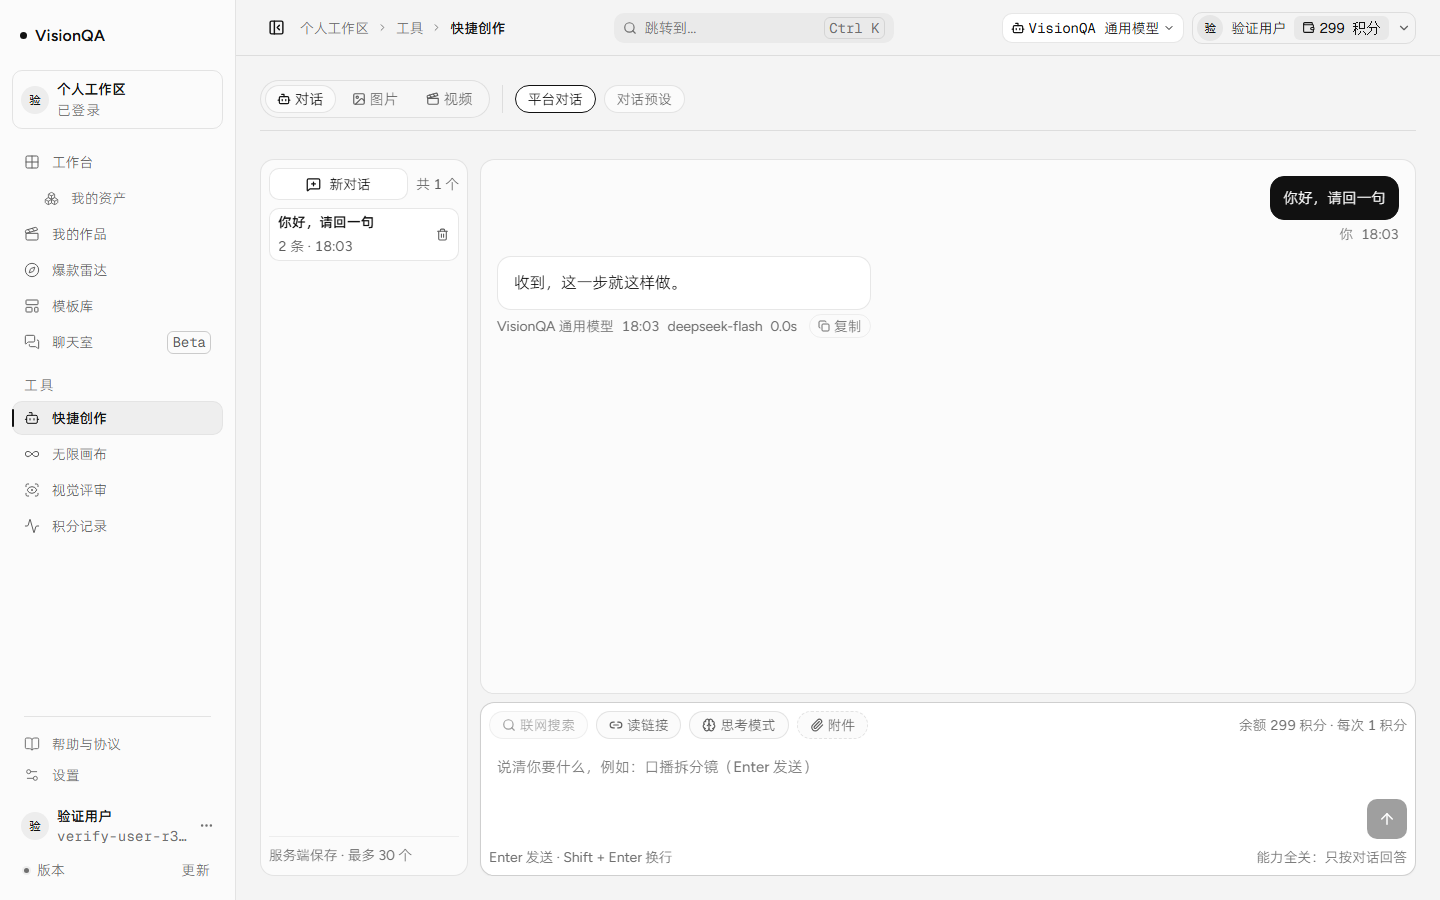 VisionQA
验
个人工作区
已登录
工作台
我的资产
我的作品
爆款雷达
模板库
聊天室
Beta
工具
快捷创作
无限画布
视觉评审
积分记录
帮助与协议
设置
验
验证用户
verify-user-r3…
版本
更新
个人工作区
工具
快捷创作
跳转到...
Ctrl K
VisionQA 通用模型
验
验证用户
299 积分
对话
图片
视频
平台对话
对话预设
新对话
共 1 个
你好，请回一句
2 条 · 18:03
服务端保存 · 最多 30 个
你好，请回一句
你 18:03
收到，这一步就这样做。
VisionQA 通用模型 18:03 deepseek-flash 0.0s
复制
联网搜索
读链接
思考模式
附件
余额 299 积分 · 每次 1 积分
说清你要什么，例如：口播拆分镜（Enter 发送）
Enter 发送 · Shift + Enter 换行
能力全关：只按对话回答